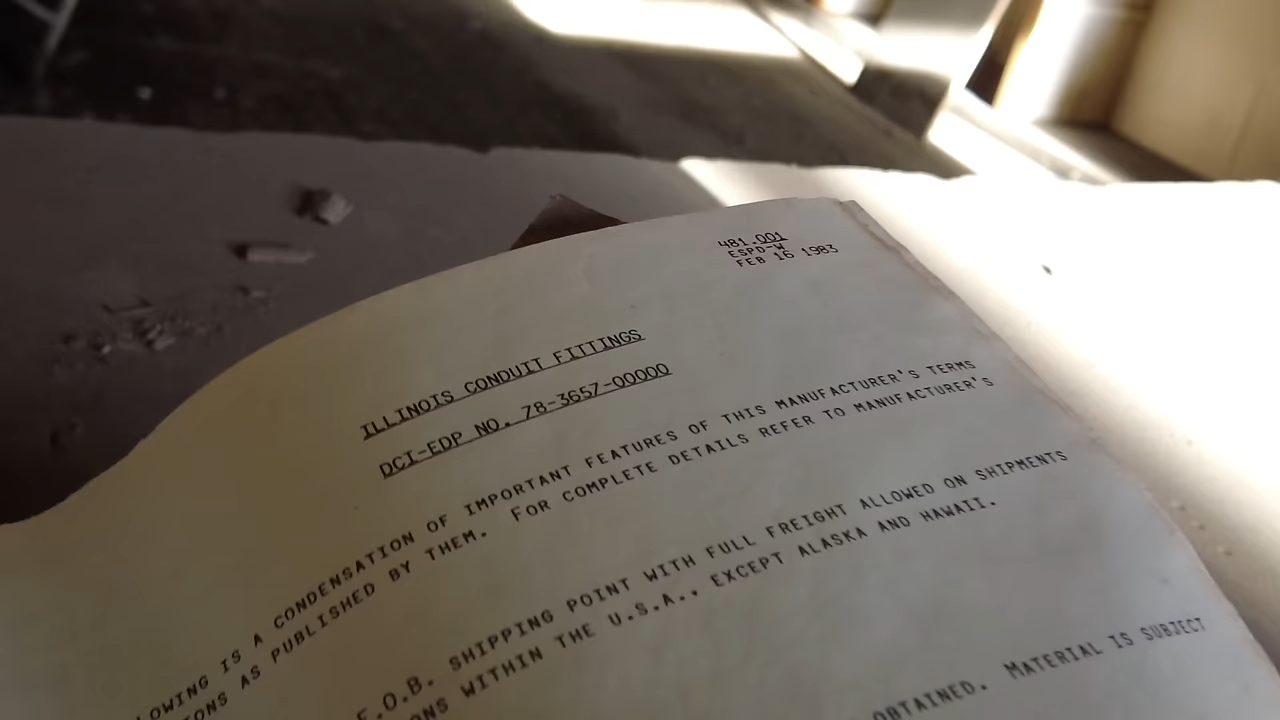 481.001
ESPD-W
FEB 16 1983
ILLINOIS CONDUIT FITTINGS
DCI-EDP NO. 78-3657-00000
LOWING IS A CONDENSATION OF IMPORTANT FEATURES OF THIS MANUFACTURER'S TERMS
IONS AS PUBLISHED BY THEM. FOR COMPLETE DETAILS REFER TO MANUFACTURER'S
F.O.B. SHIPPING POINT WITH FULL FREIGHT ALLOWED ON SHIPMENTS
ONS WITHIN THE U.S.A., EXCEPT ALASKA AND HAWAII.
OBTAINED. MATERIAL IS SUBJECT